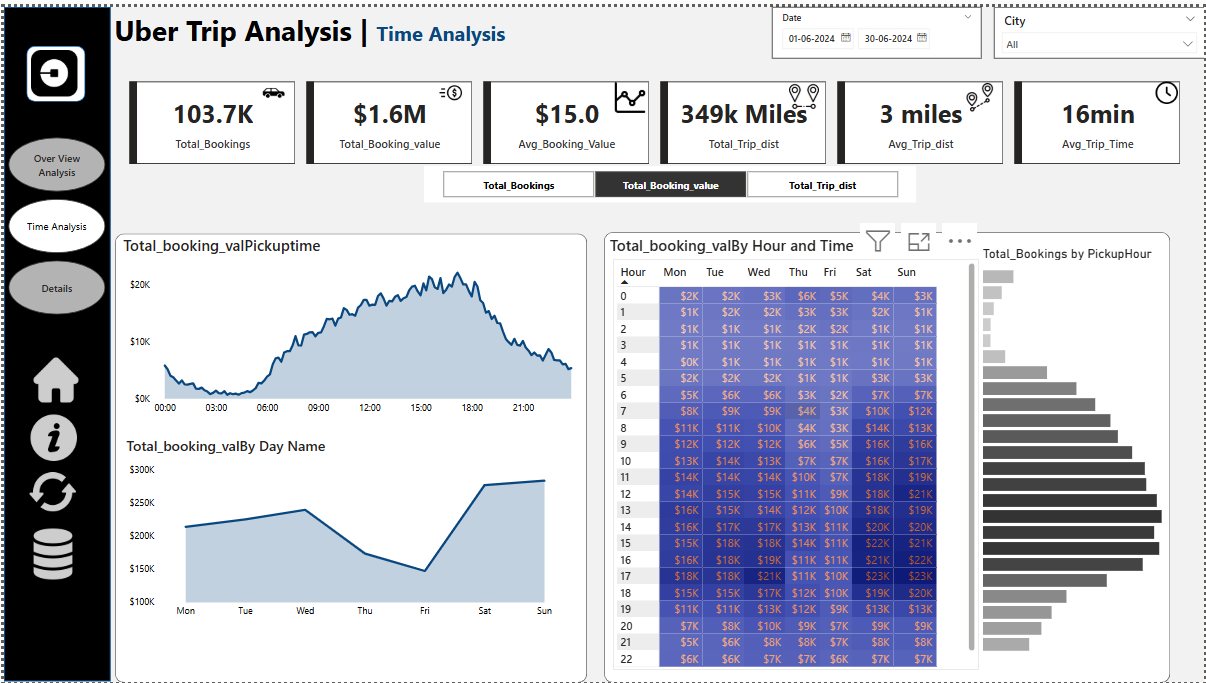 Uber Trip Analysis | Time Analysis
Date
01-06-2024 30-06-2024
City
All
103.7K
Total_Bookings
$1.6M
Total_Booking_value
$15.0
Avg_Booking_Value
349k Miles
Total_Trip_dist
3 miles
Avg_Trip_dist
16min
Avg_Trip_Time
Over View
Analysis
Time Analysis
Details
Total_Bookings Total_Booking_value Total_Trip_dist
Total_booking_valPickuptime
$20K
$10K
$0K
00:00 03:00 06:00 09:00 12:00 15:00 18:00 21:00
Total_booking_valBy Day Name
$300K
$250K
$200K
$150K
$100K
Mon Tue Wed Thu Fri Sat Sun
Total_booking_valBy Hour and Time
Hour Mon Tue Wed Thu Fri Sat Sun
0 $2K $2K $3K $6K $5K $4K $3K
1 $1K $2K $2K $3K $3K $2K $1K
2 $1K $1K $1K $2K $2K $1K $1K
3 $1K $1K $1K $1K $1K $1K $1K
4 $0K $1K $1K $1K $1K $1K $1K
5 $2K $2K $2K $1K $1K $3K $3K
6 $5K $6K $6K $3K $2K $7K $7K
7 $8K $9K $9K $4K $3K $10K $12K
8 $11K $11K $10K $4K $3K $14K $13K
9 $12K $12K $12K $6K $5K $16K $16K
10 $13K $14K $13K $7K $7K $16K $17K
11 $14K $14K $14K $10K $7K $18K $19K
12 $14K $15K $15K $11K $9K $18K $21K
13 $16K $15K $14K $12K $10K $18K $19K
14 $16K $17K $17K $13K $11K $20K $20K
15 $15K $18K $18K $14K $11K $22K $21K
16 $16K $18K $19K $11K $11K $21K $22K
17 $18K $18K $21K $11K $10K $23K $23K
18 $15K $15K $17K $12K $10K $19K $20K
19 $11K $11K $13K $12K $9K $13K $13K
20 $7K $8K $10K $9K $7K $9K $9K
21 $5K $6K $8K $8K $7K $8K $8K
22 $6K $6K $7K $7K $6K $7K $7K
Total_Bookings by PickupHour